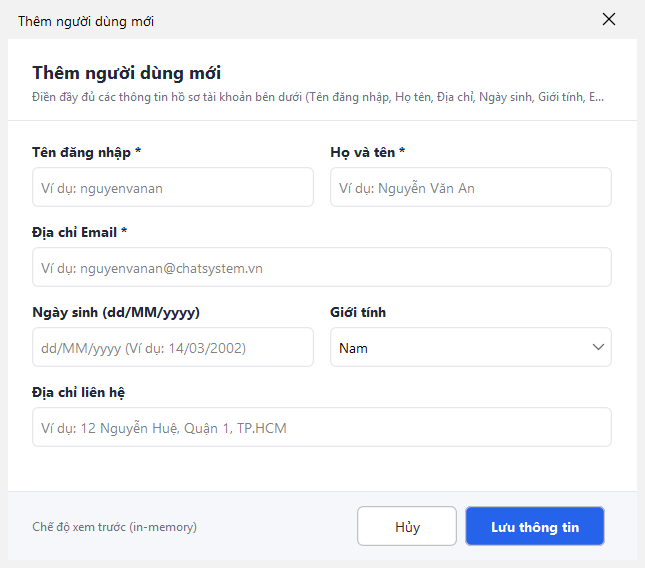 Thêm người dùng mới
Thêm người dùng mới
Điền đầy đủ các thông tin hồ sơ tài khoản bên dưới (Tên đăng nhập, Họ tên, Địa chỉ, Ngày sinh, Giới tính, E...
Tên đăng nhập * Họ và tên *
Ví dụ: nguyenvanan Ví dụ: Nguyễn Văn An
Địa chỉ Email *
Ví dụ: nguyenvanan@chatsystem.vn
Ngày sinh (dd/MM/yyyy) Giới tính
dd/MM/yyyy (Ví dụ: 14/03/2002) Nam
Địa chỉ liên hệ
Ví dụ: 12 Nguyễn Huệ, Quận 1, TP.HCM
Chế độ xem trước (in-memory) Hủy Lưu thông tin